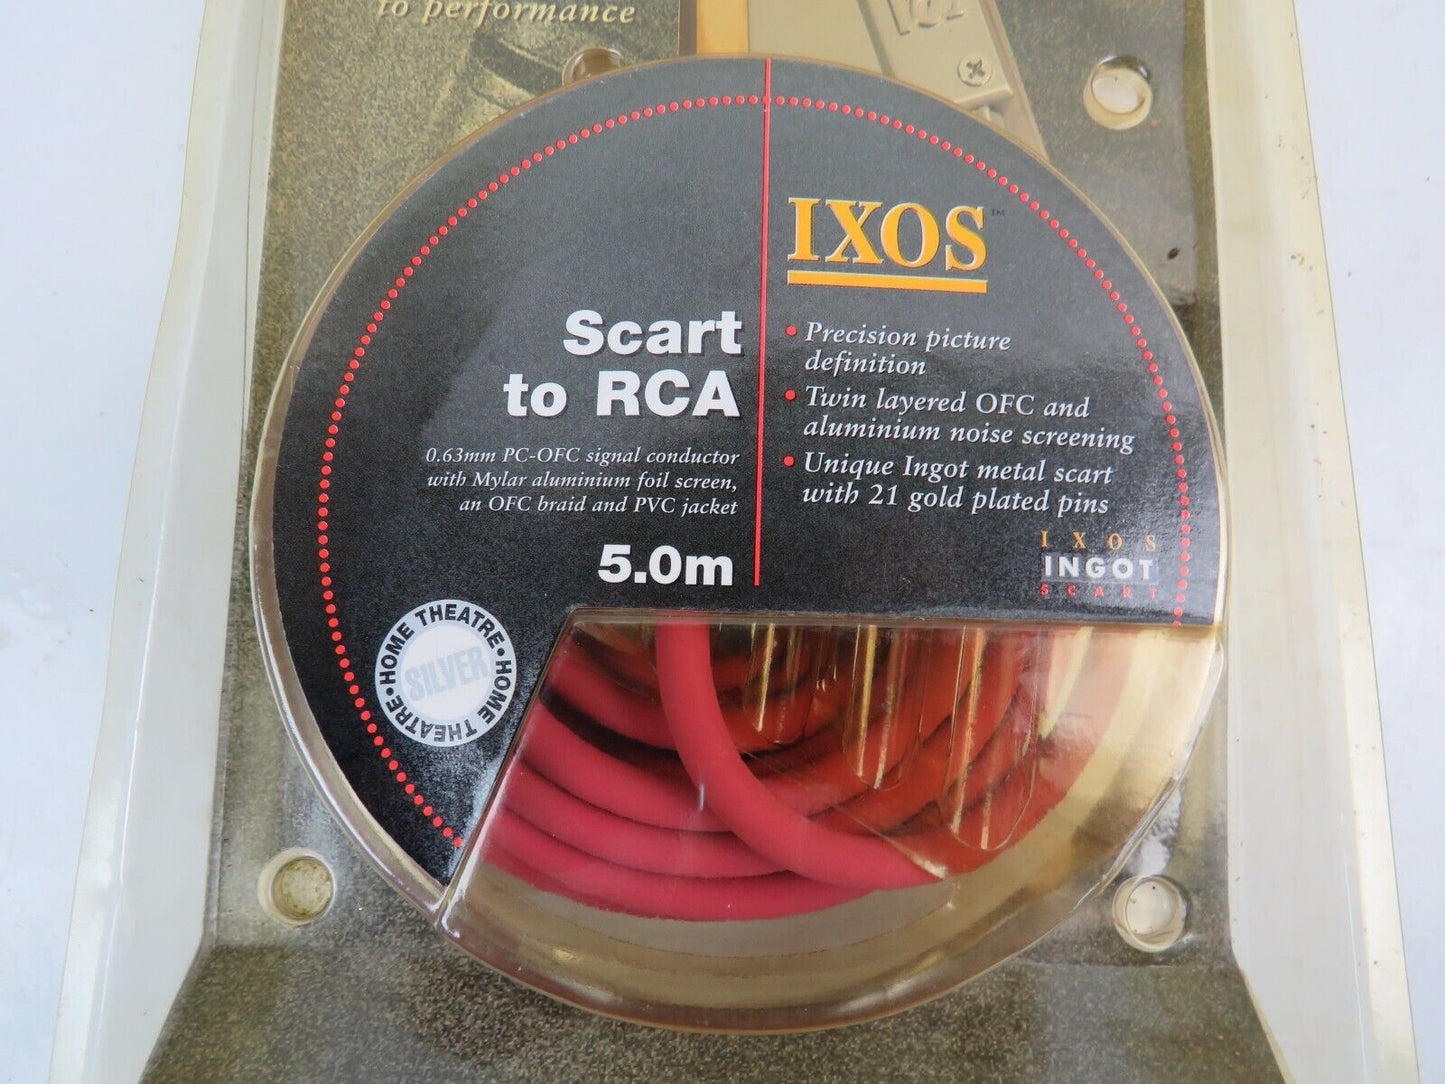 to performance
IXOS™
Scart
to RCA
0.63mm PC-OFC signal conductor
with Mylar aluminium foil screen,
an OFC braid and PVC jacket
5.0m
• Precision picture
definition
• Twin layered OFC and
aluminium noise screening
• Unique Ingot metal scart
with 21 gold plated pins
IXOS
INGOT
SCART
HOME THEATRE • HOME THEATRE •
SILVER